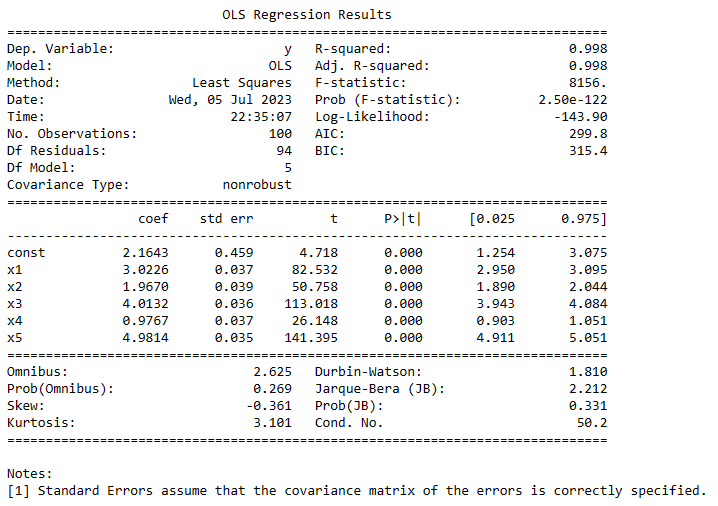 OLS Regression Results
==============================================================================
Dep. Variable:                      y   R-squared:                       0.998
Model:                            OLS   Adj. R-squared:                  0.998
Method:                 Least Squares   F-statistic:                     8156.
Date:                Wed, 05 Jul 2023   Prob (F-statistic):          2.50e-122
Time:                        22:35:07   Log-Likelihood:                -143.90
No. Observations:                 100   AIC:                             299.8
Df Residuals:                      94   BIC:                             315.4
Df Model:                           5
Covariance Type:            nonrobust
==============================================================================
                 coef    std err          t      P>|t|      [0.025      0.975]
------------------------------------------------------------------------------
const          2.1643      0.459      4.718      0.000       1.254       3.075
x1             3.0226      0.037     82.532      0.000       2.950       3.095
x2             1.9670      0.039     50.758      0.000       1.890       2.044
x3             4.0132      0.036    113.018      0.000       3.943       4.084
x4             0.9767      0.037     26.148      0.000       0.903       1.051
x5             4.9814      0.035    141.395      0.000       4.911       5.051
==============================================================================
Omnibus:                        2.625   Durbin-Watson:                   1.810
Prob(Omnibus):                  0.269   Jarque-Bera (JB):                2.212
Skew:                          -0.361   Prob(JB):                        0.331
Kurtosis:                       3.101   Cond. No.                         50.2
==============================================================================
Notes:
[1] Standard Errors assume that the covariance matrix of the errors is correctly specified.